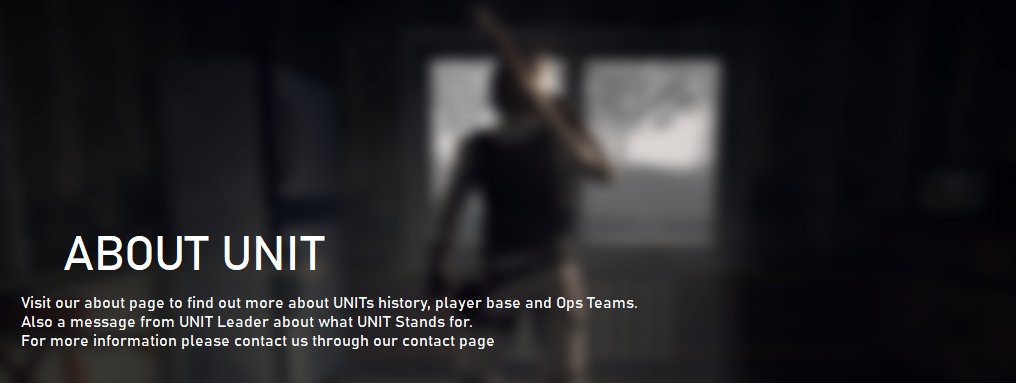 ABOUT UNIT
Visit our about page to find out more about UNITs history, player base and Ops Teams.
Also a message from UNIT Leader about what UNIT Stands for.
For more information please contact us through our contact page